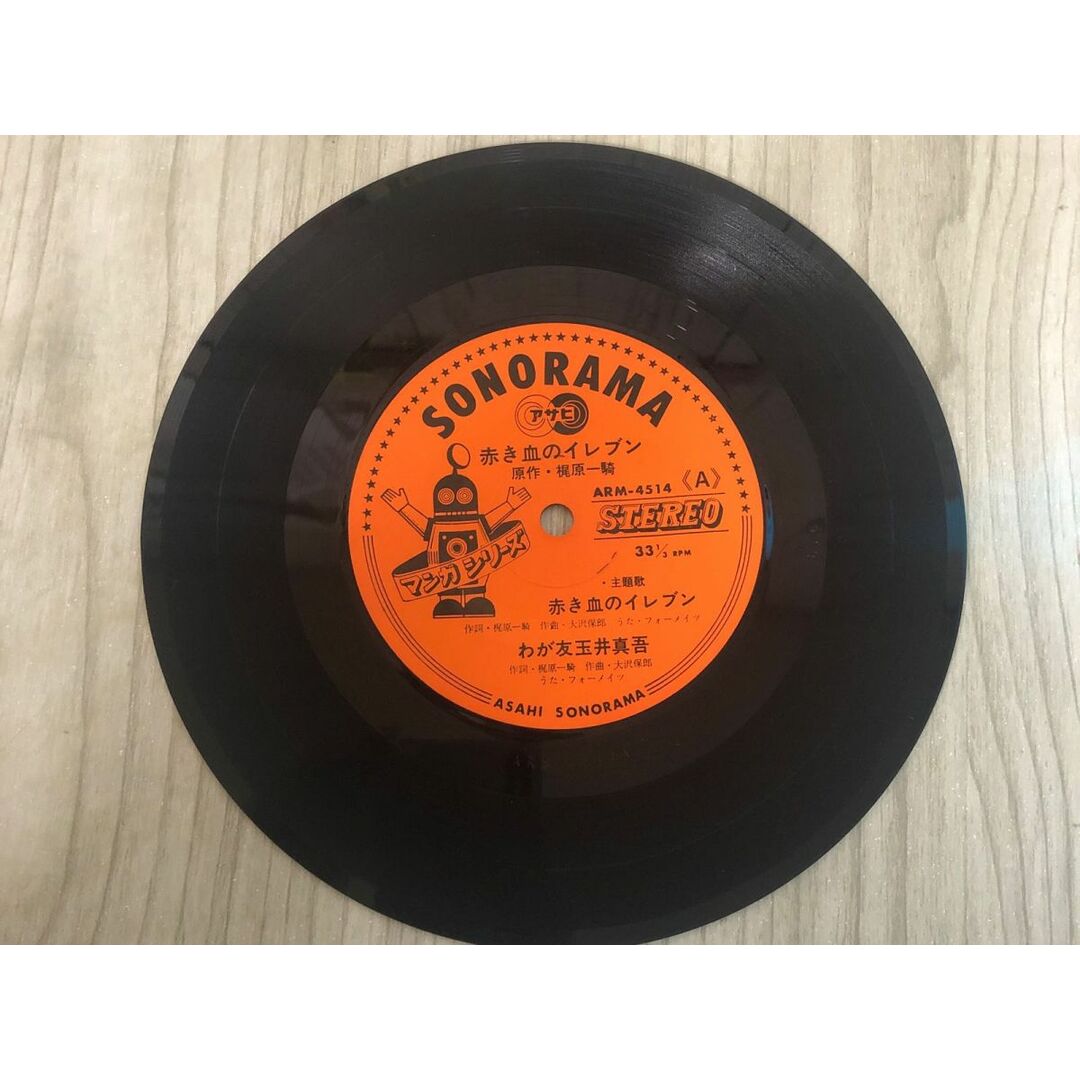 SONORAMA
アサヒ
赤き血のイレブン
原作・梶原一騎
ARM-4514 《A》
STEREO
33⅓ RPM
マンガシリーズ
・主題歌
赤き血のイレブン
作詞・梶原一騎 作曲・大沢保郎 うた・フォーメイツ
わが友玉井真吾
作詞・梶原一騎 作曲・大沢保郎
うた・フォーメイツ
ASAHI SONORAMA